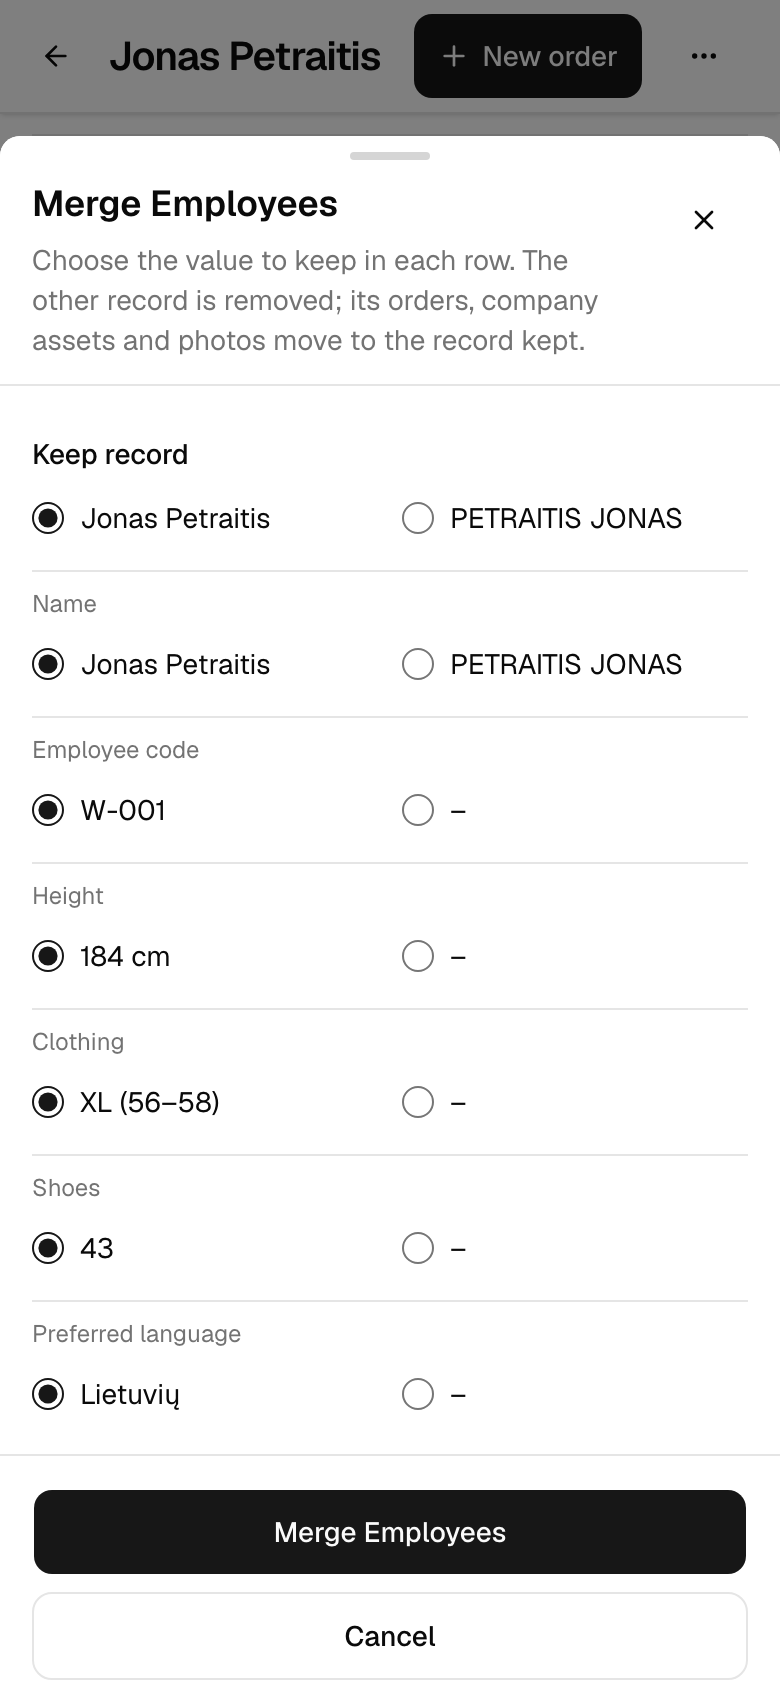 Jonas Petraitis
New order
Merge Employees
Choose the value to keep in each row. The
other record is removed; its orders, company
assets and photos move to the record kept.
Keep record
Jonas Petraitis PETRAITIS JONAS
Name
Jonas Petraitis PETRAITIS JONAS
Employee code
W-001 –
Height
184 cm –
Clothing
XL (56–58) –
Shoes
43 –
Preferred language
Lietuvių –
Merge Employees
Cancel